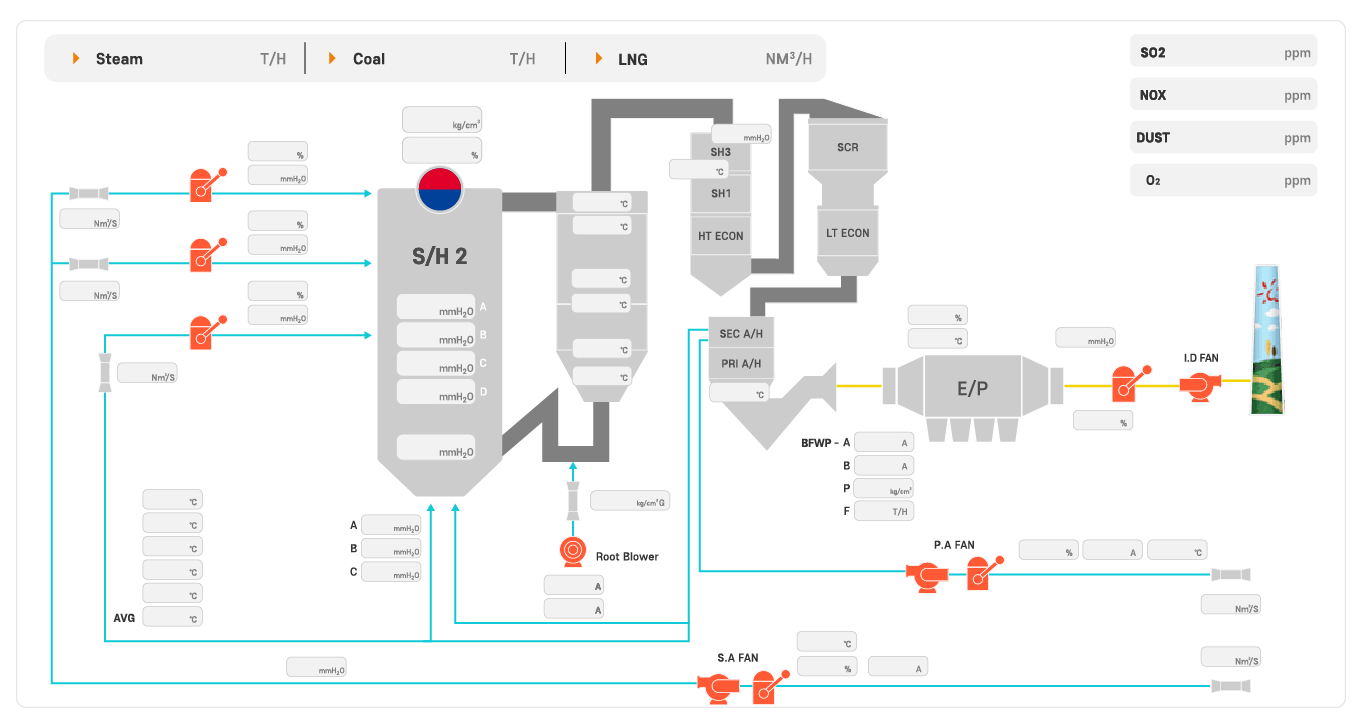 Steam T/H
Coal T/H
LNG NM³/H
SO2 ppm
NOX ppm
DUST ppm
O₂ ppm
kg/cm²
%
%
mmH₂O
Nm³/S
%
mmH₂O
Nm³/S
%
mmH₂O
Nm³/S
S/H 2
mmH₂O A
mmH₂O B
mmH₂O C
mmH₂O D
mmH₂O
℃
℃
℃
℃
℃
℃
mmH₂O
SH3
℃
SH1
HT ECON
SCR
LT ECON
SEC A/H
PRI A/H
℃
%
℃
E/P
mmH₂O
%
I.D FAN
BFWP - A A
B A
P kg/cm²
F T/H
℃
℃
℃
℃
℃
AVG ℃
A mmH₂O
B mmH₂O
C mmH₂O
kg/cm²G
Root Blower
A
A
P.A FAN
%
A
℃
Nm³/S
mmH₂O
S.A FAN
℃
%
A
Nm³/S